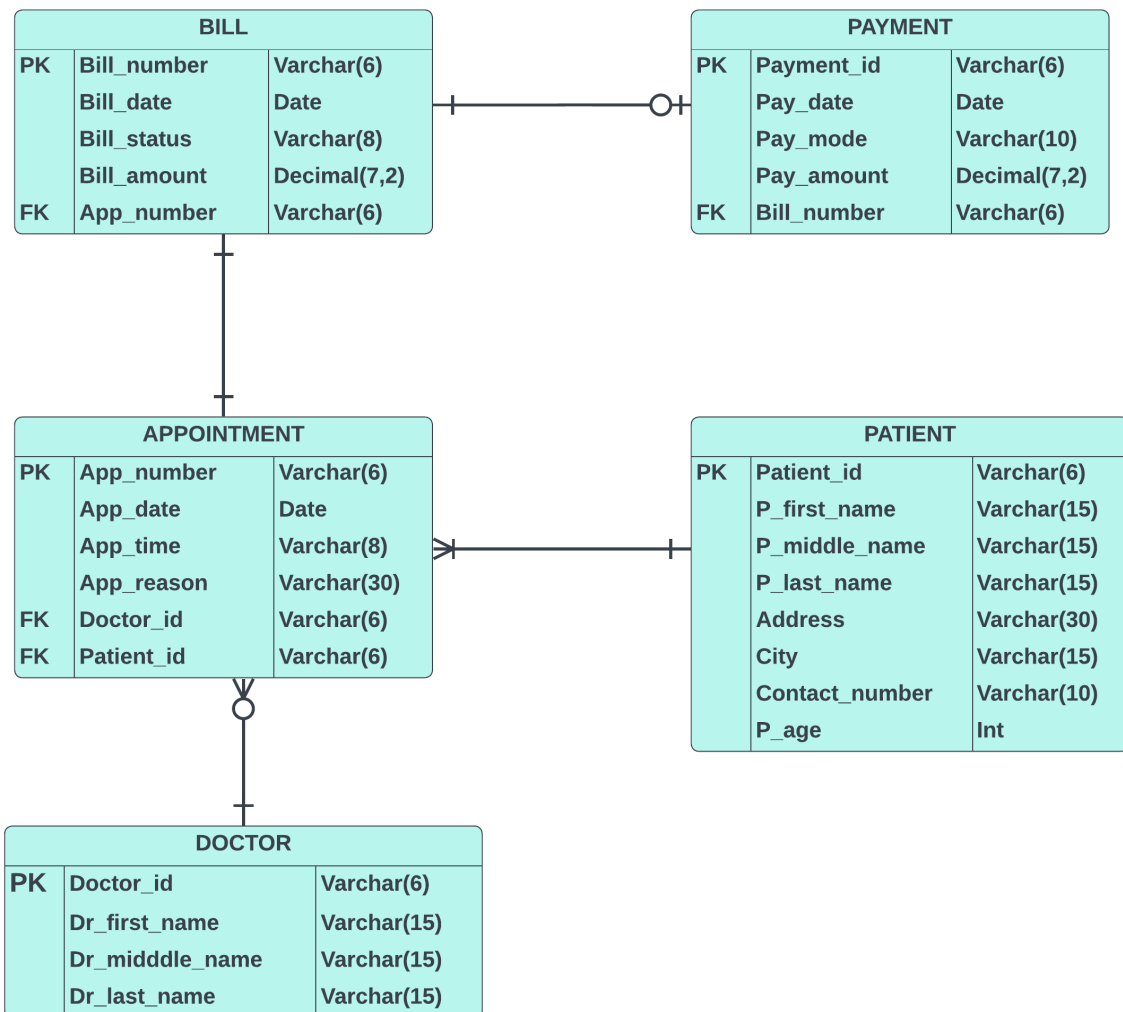 BILL
PK Bill_number Varchar(6)
Bill_date Date
Bill_status Varchar(8)
Bill_amount Decimal(7,2)
FK App_number Varchar(6)
PAYMENT
PK Payment_id Varchar(6)
Pay_date Date
Pay_mode Varchar(10)
Pay_amount Decimal(7,2)
FK Bill_number Varchar(6)
APPOINTMENT
PK App_number Varchar(6)
App_date Date
App_time Varchar(8)
App_reason Varchar(30)
FK Doctor_id Varchar(6)
FK Patient_id Varchar(6)
PATIENT
PK Patient_id Varchar(6)
P_first_name Varchar(15)
P_middle_name Varchar(15)
P_last_name Varchar(15)
Address Varchar(30)
City Varchar(15)
Contact_number Varchar(10)
P_age Int
DOCTOR
PK Doctor_id Varchar(6)
Dr_first_name Varchar(15)
Dr_midddle_name Varchar(15)
Dr_last_name Varchar(15)